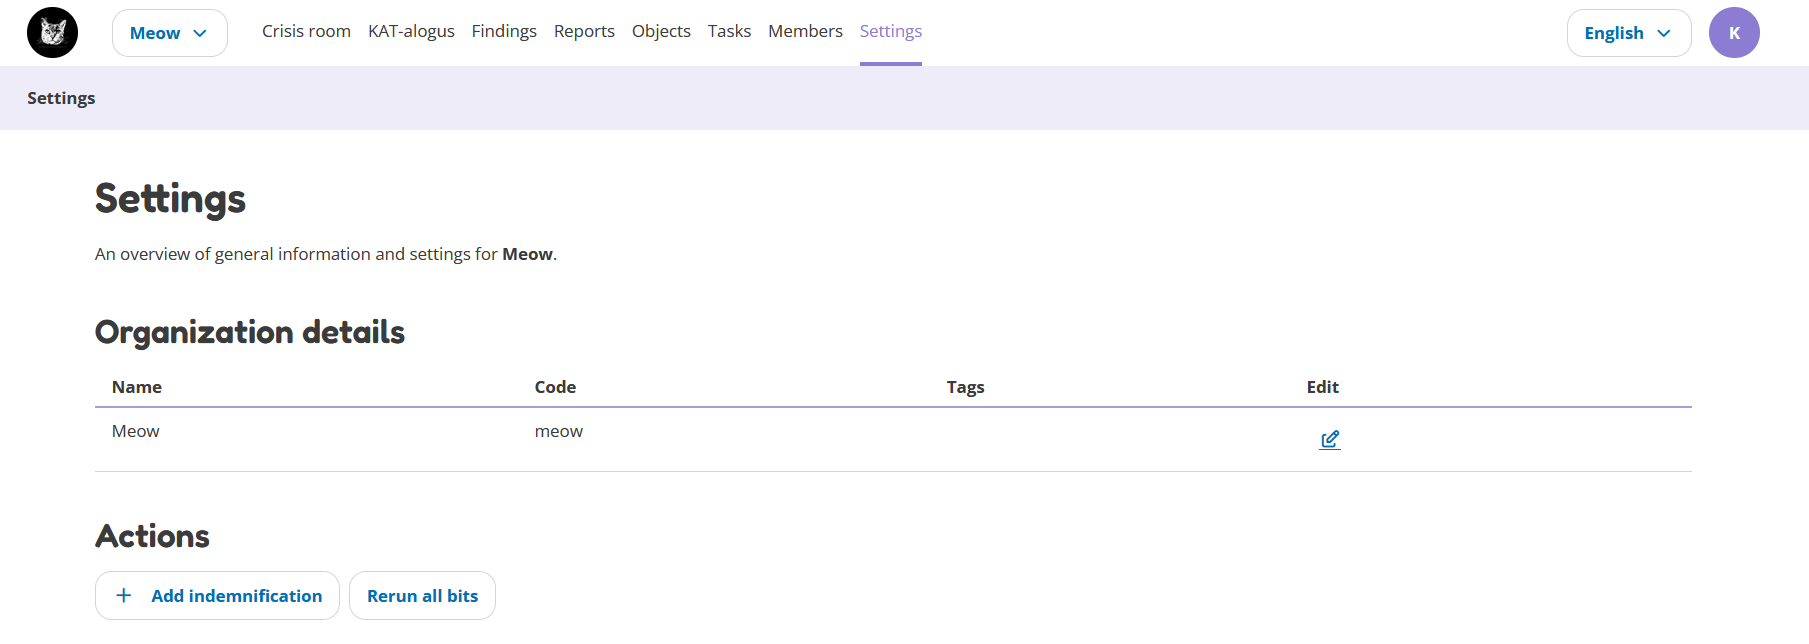 Meow
Crisis room KAT-alogus Findings Reports Objects Tasks Members Settings
English
K
Settings
Settings
An overview of general information and settings for Meow.
Organization details
Name Code Tags Edit
Meow meow
Actions
Add indemnification
Rerun all bits